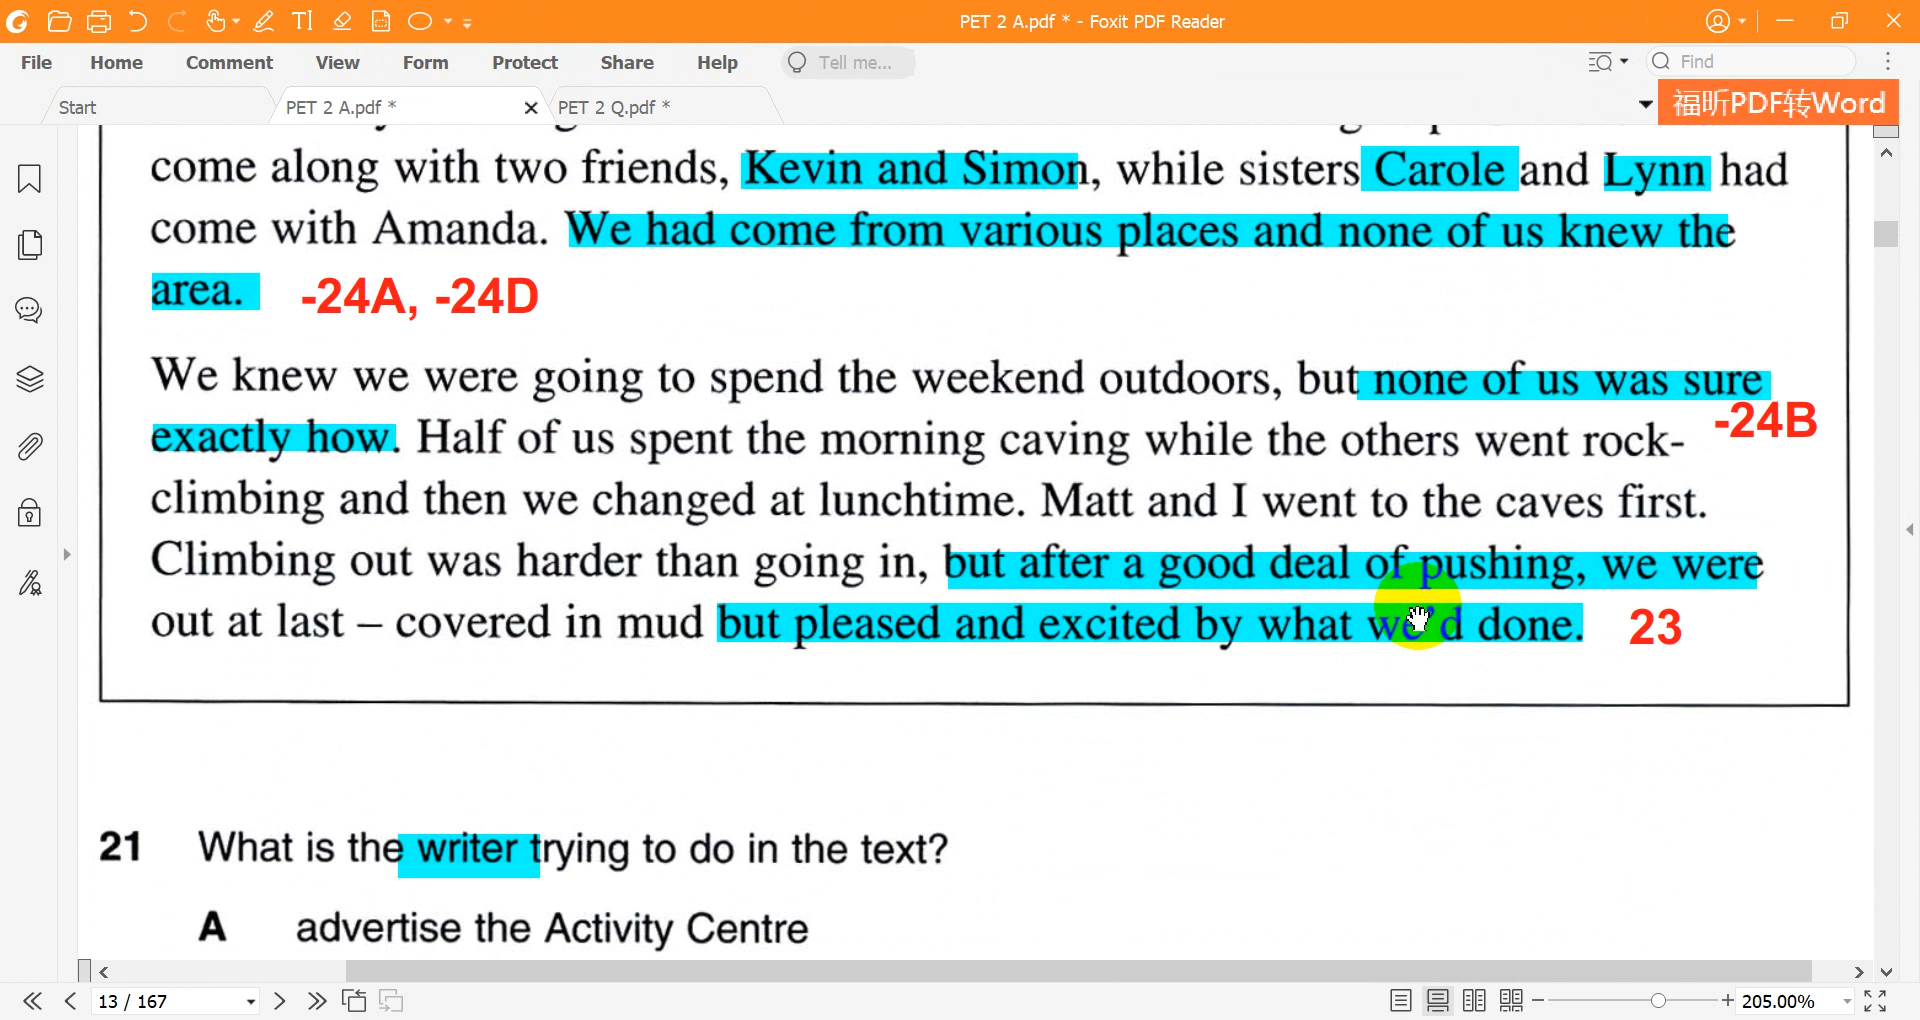 PET 2 A.pdf * - Foxit PDF Reader
File Home Comment View Form Protect Share Help Tell me... Find
Start PET 2 A.pdf * PET 2 Q.pdf * 福昕PDF转Word
come along with two friends, Kevin and Simon, while sisters Carole and Lynn had
come with Amanda. We had come from various places and none of us knew the
area. -24A, -24D
We knew we were going to spend the weekend outdoors, but none of us was sure
exactly how. Half of us spent the morning caving while the others went rock- -24B
climbing and then we changed at lunchtime. Matt and I went to the caves first.
Climbing out was harder than going in, but after a good deal of pushing, we were
out at last – covered in mud but pleased and excited by what we'd done. 23
21 What is the writer trying to do in the text?
A advertise the Activity Centre
13 / 167 205.00%